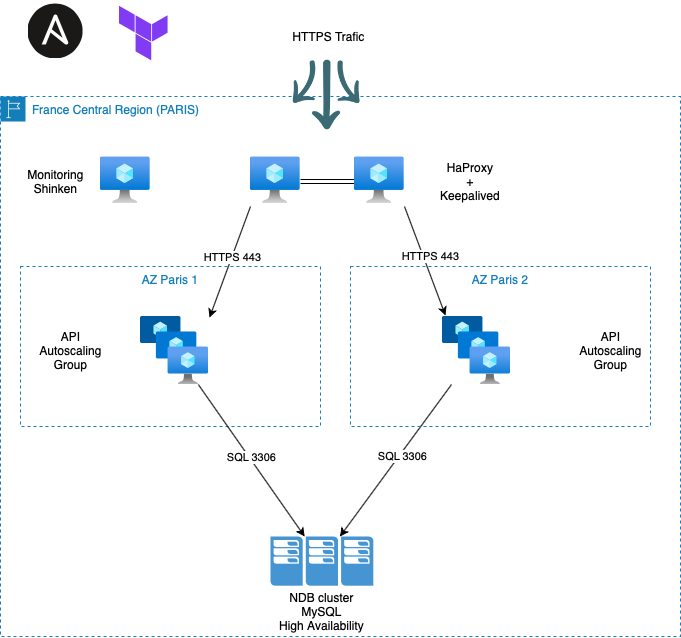 HTTPS Trafic
France Central Region (PARIS)
Monitoring
Shinken
HaProxy
+
Keepalived
HTTPS 443
HTTPS 443
AZ Paris 1
AZ Paris 2
API
Autoscaling
Group
API
Autoscaling
Group
SQL 3306
SQL 3306
NDB cluster
MySQL
High Availability